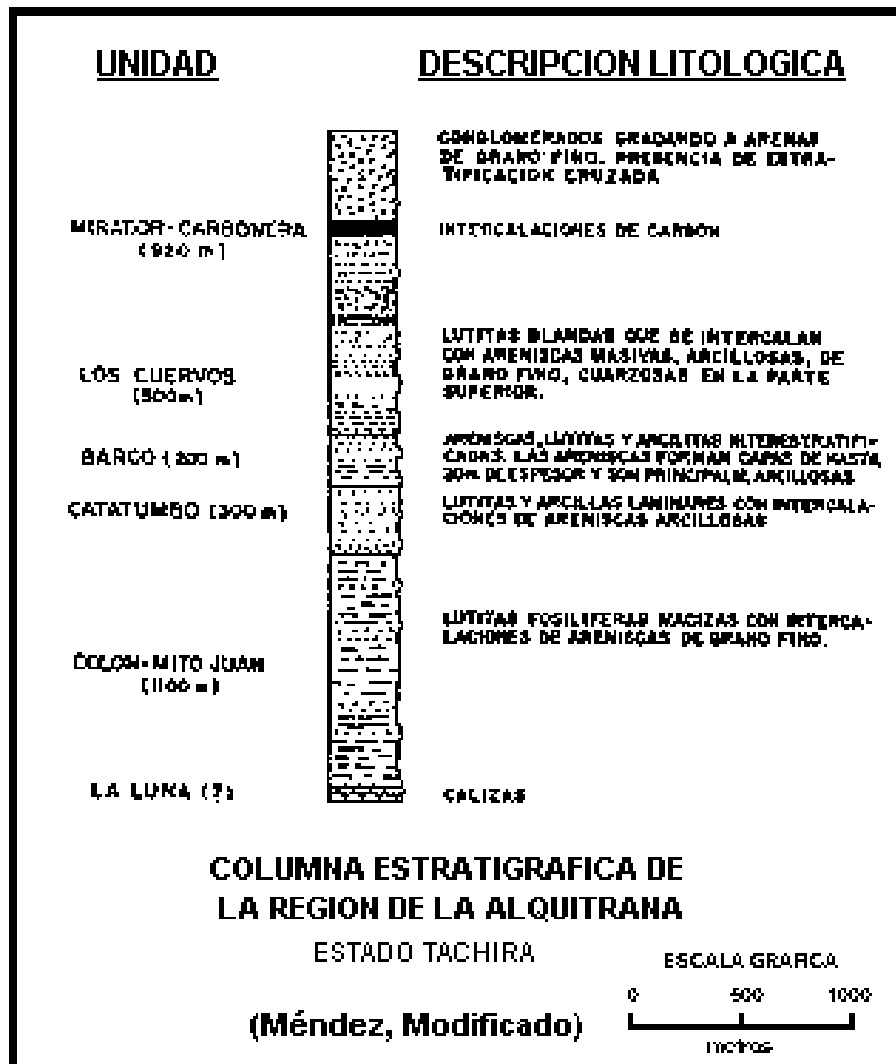 UNIDAD
DESCRIPCION LITOLOGICA
CONGLOMERADOS GRADANDO A ARENAS
DE GRANO FINO. PRESENCIA DE ESTRA-
TIFICACION CRUZADA
MIRADOR-CARBONERA
INTERCALACIONES DE CARBON
LUTITAS BLANDAS QUE SE INTERCALAN
CON ARENISCAS MASIVAS, ARCILLOSAS, DE
GRANO FINO, CUARZOSAS EN LA PARTE
SUPERIOR.
LOS CUERVOS
(500m)
ARENISCAS, LUTITAS Y ARCILITAS INTERESTRATIFI-
CADAS. LAS ARENISCAS FORMAN CAPAS DE HASTA
DE ESPESOR Y SON ARCILLOSAS
BARCO
CATATUMBO (300 m)
LUTITAS Y ARCILLAS LAMINARES CON INTERCALA-
CIONES DE ARENISCAS ARCILLOSAS
LUTITAS FOSILIFERAS MACIZAS CON INTERCA-
LACIONES DE ARENISCAS DE GRANO FINO.
COLON-MITO JUAN
(1100 m)
LA LUNA (?)
CALIZAS
COLUMNA ESTRATIGRAFICA DE
LA REGION DE LA ALQUITRANA
ESTADO TACHIRA
ESCALA GRAFICA
0 500 1000
metros
(Méndez, Modificado)